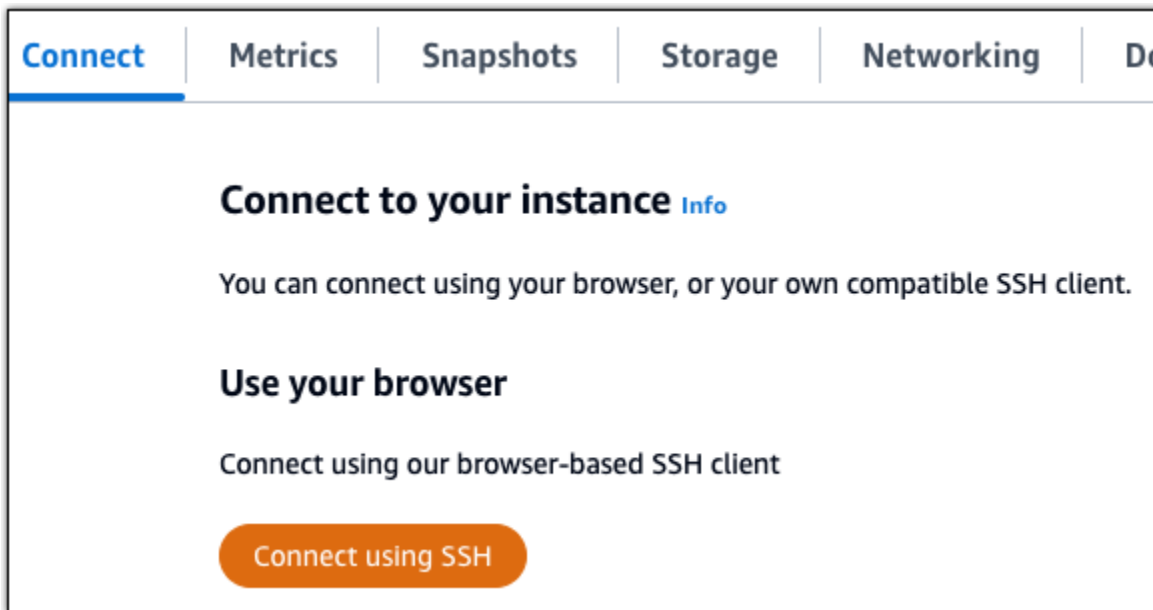 Connect Metrics Snapshots Storage Networking
Connect to your instance Info
You can connect using your browser, or your own compatible SSH client.
Use your browser
Connect using our browser-based SSH client
Connect using SSH